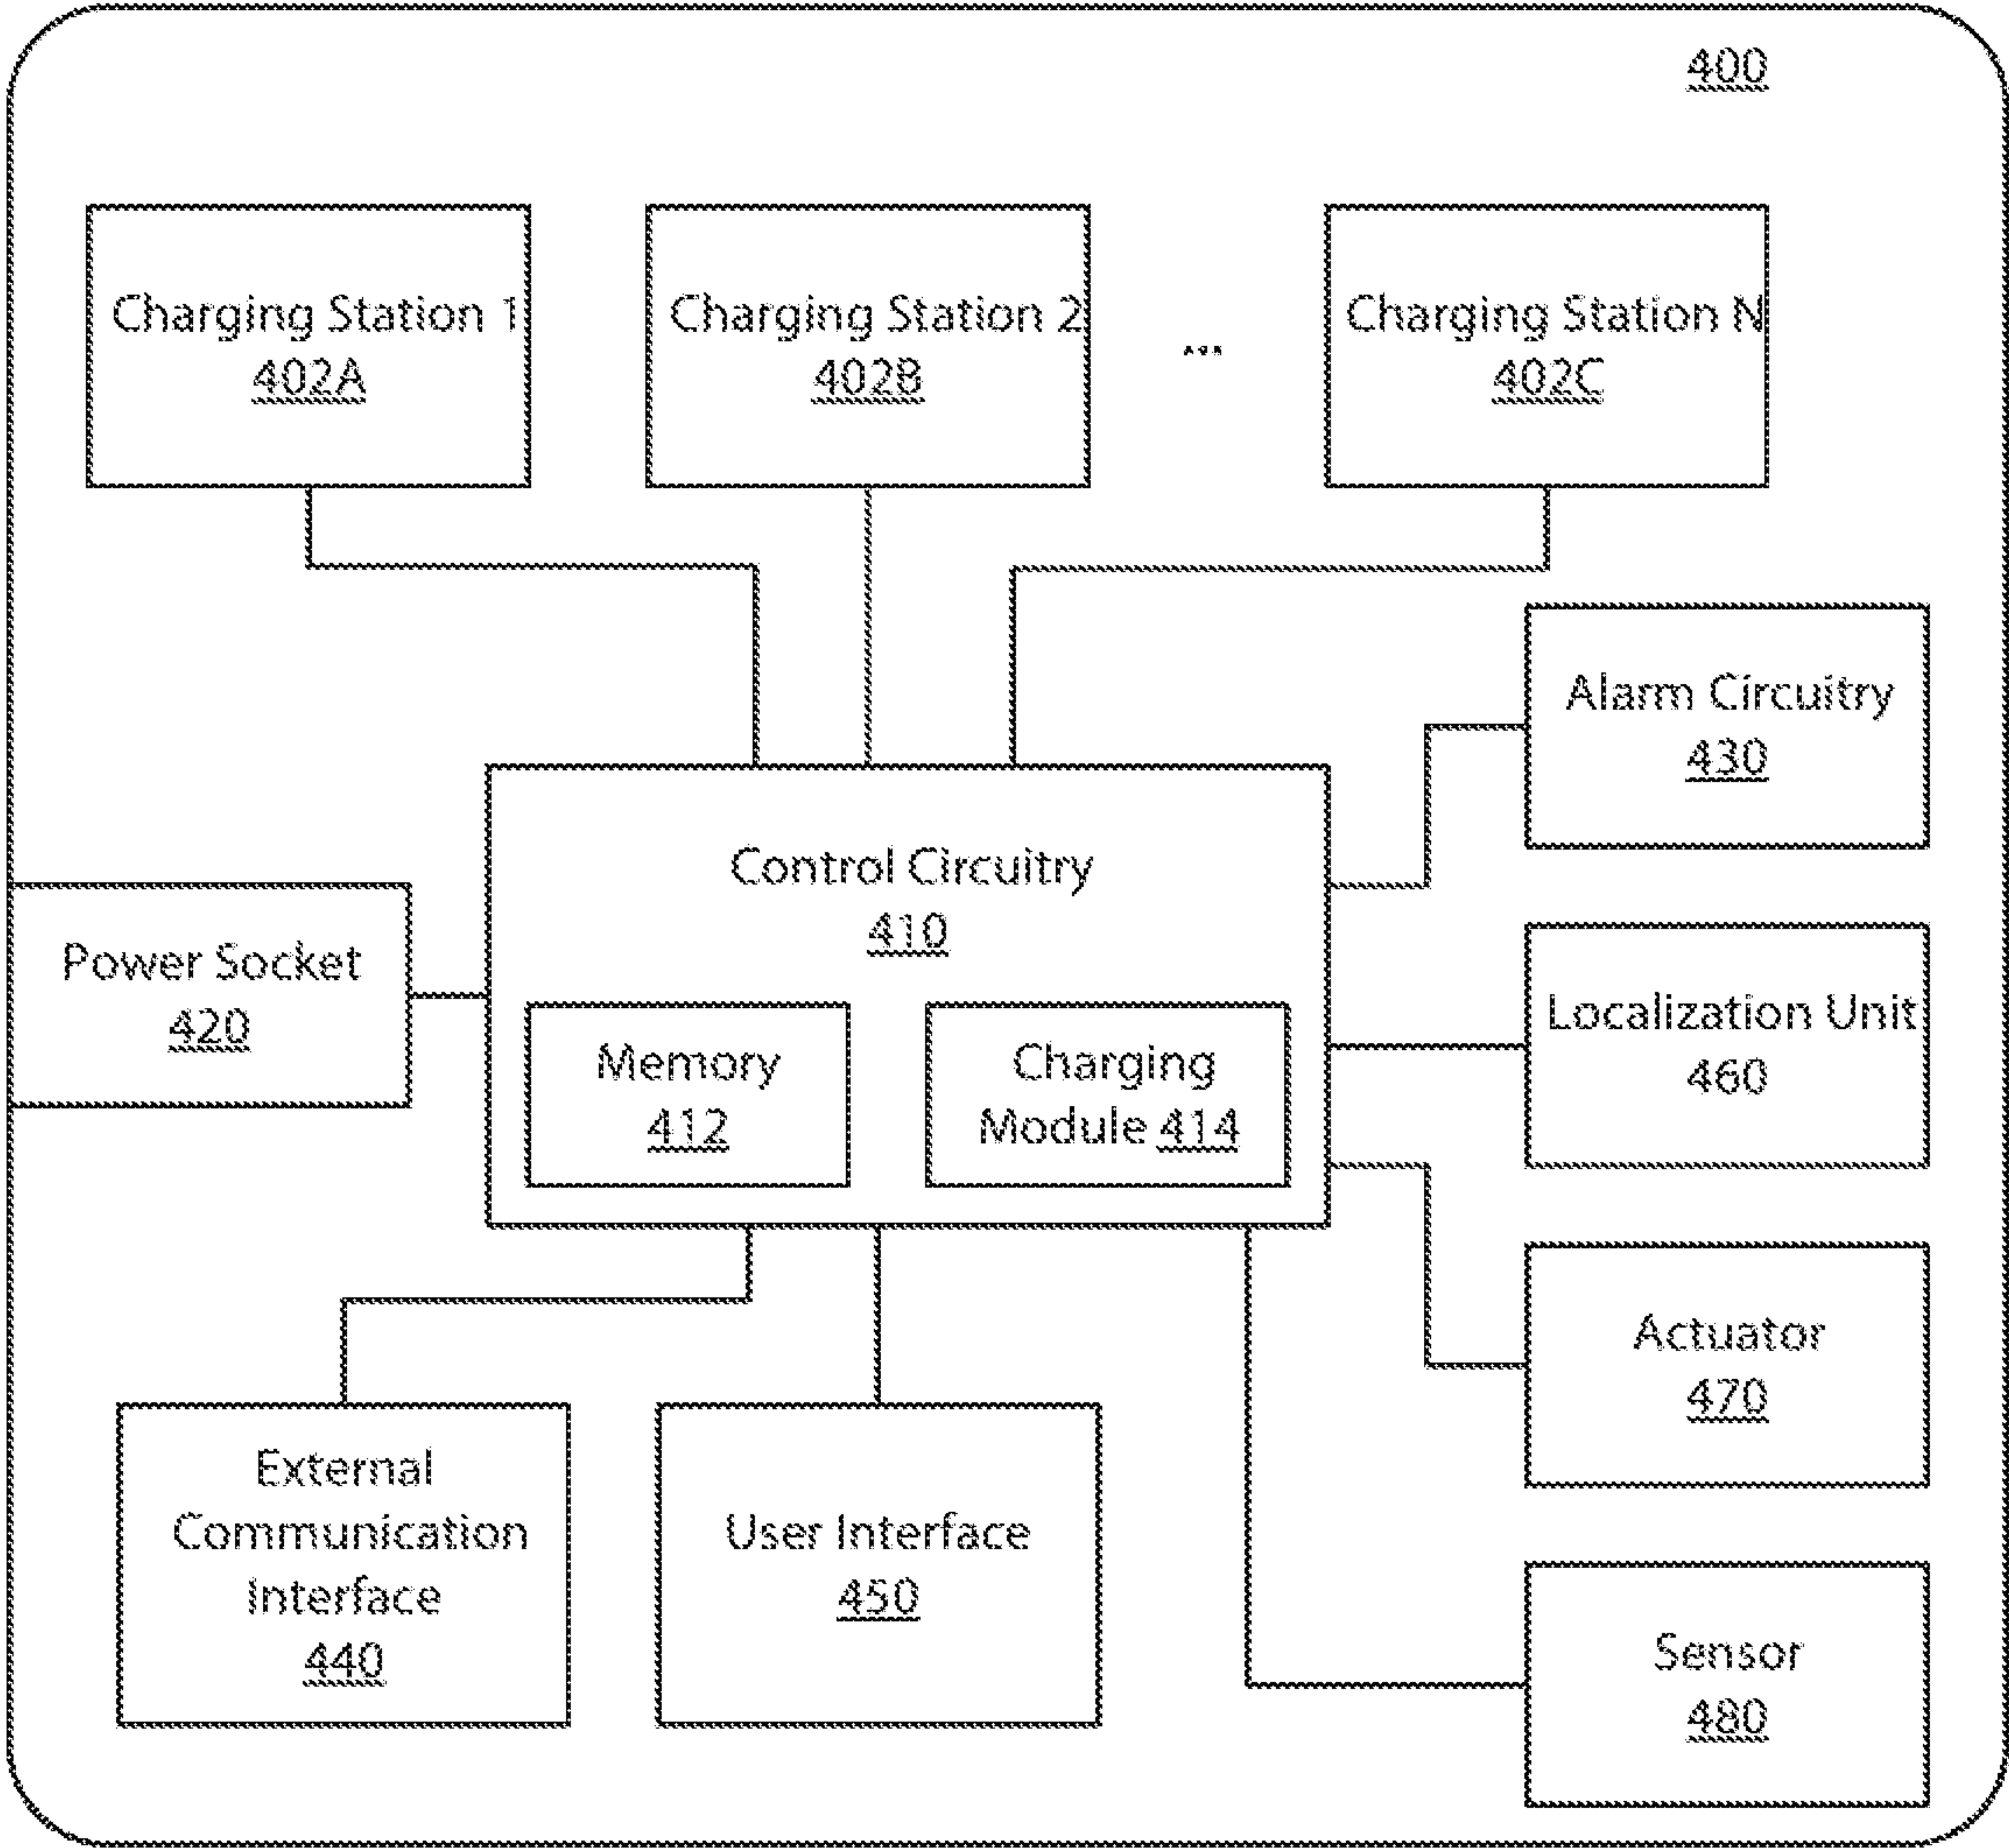 400
Charging Station 1
402A
Charging Station 2
402B
...
Charging Station N
402C
Alarm Circuitry
430
Control Circuitry
410
Power Socket
420
Memory
412
Charging
Module 414
Localization Unit
460
Actuator
470
External
Communication
Interface
440
User Interface
450
Sensor
480